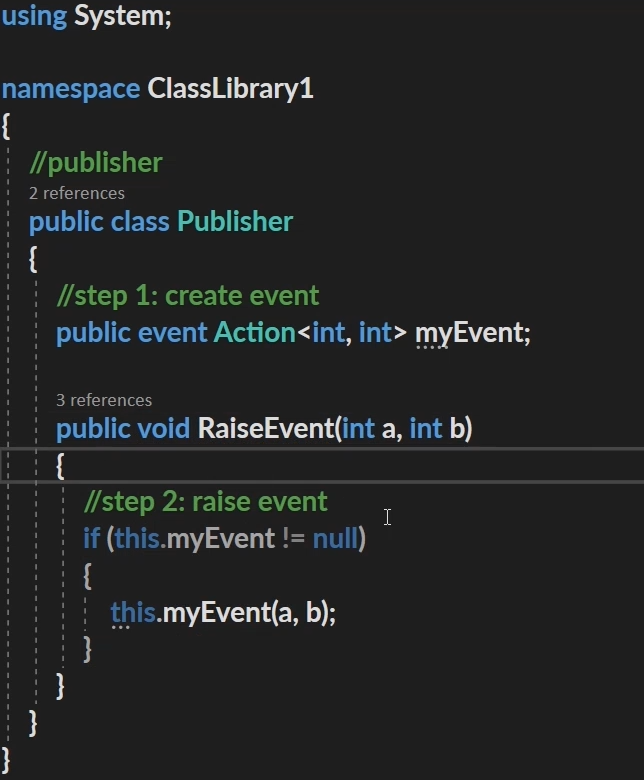 using System;
namespace ClassLibrary1
{
//publisher
2 references
public class Publisher
{
//step 1: create event
public event Action<int, int> myEvent;
3 references
public void RaiseEvent(int a, int b)
{
//step 2: raise event
if (this.myEvent != null)
{
this.myEvent(a, b);
}
}
}
}